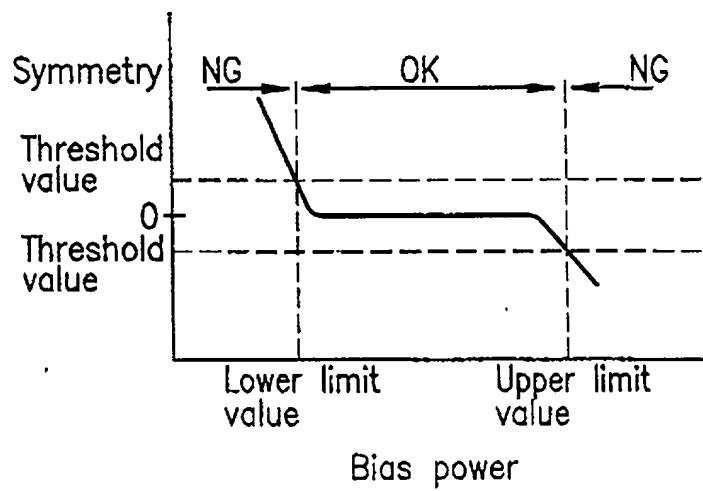 Symmetry
NG
OK
NG
Threshold
value
0
Threshold
value
Lower limit
value
Upper limit
value
Bias power